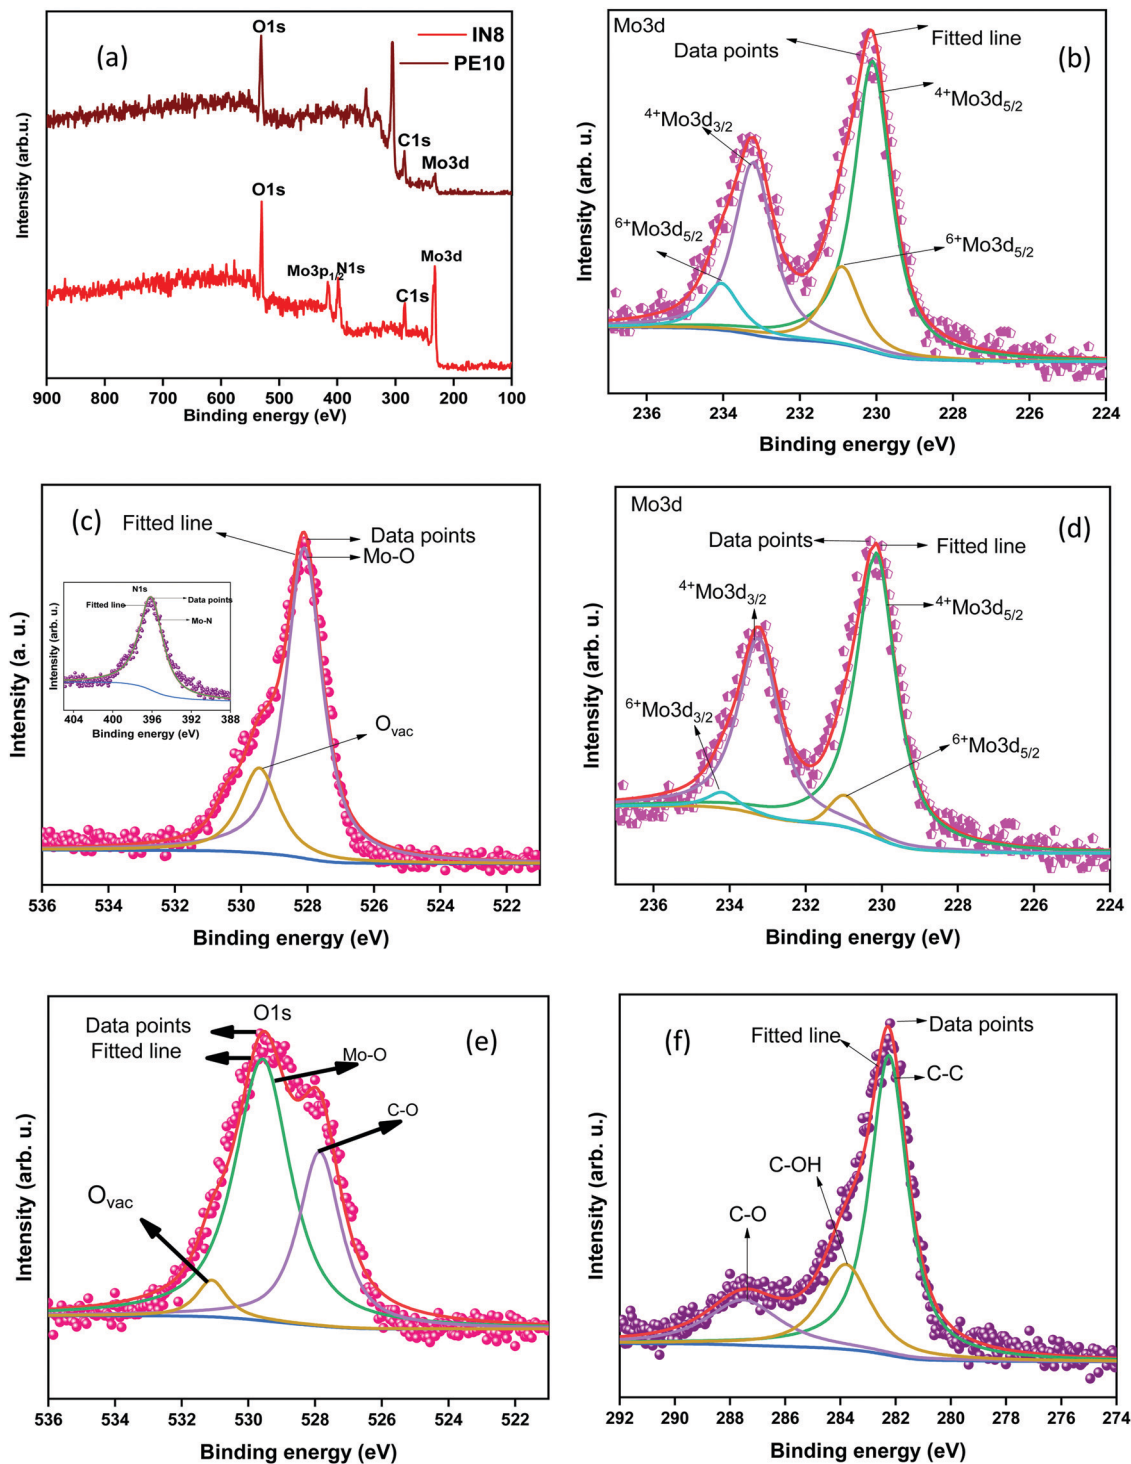 (a)
O1s
IN8
PE10
C1s
Mo3d
O1s
Mo3p1/2
N1s
C1s
Mo3d
Intensity (arb.u.)
900 800 700 600 500 400 300 200 100
Binding energy (eV)
Mo3d
(b)
Data points
Fitted line
4+Mo3d5/2
4+Mo3d3/2
6+Mo3d5/2
6+Mo3d5/2
Intensity (arb. u.)
236 234 232 230 228 226 224
Binding energy (eV)
(c)
Fitted line
Data points
Mo-O
Ovac
N1s
Fitted line
Data points
Mo-N
Intensity (arb. u.)
404 400 396 392 388
Binding energy (eV)
Intensity (a. u.)
536 534 532 530 528 526 524 522
Binding energy (eV)
Mo3d
(d)
Data points
Fitted line
4+Mo3d3/2
4+Mo3d5/2
6+Mo3d3/2
6+Mo3d5/2
Intensity (arb. u.)
236 234 232 230 228 226 224
Binding energy (eV)
O1s
(e)
Data points
Fitted line
Mo-O
C-O
Ovac
Intensity (arb. u.)
536 534 532 530 528 526 524 522
Binding energy (eV)
(f)
Fitted line
Data points
C-C
C-OH
C-O
Intensity (arb. u.)
292 290 288 286 284 282 280 278 276 274
Binding energy (eV)